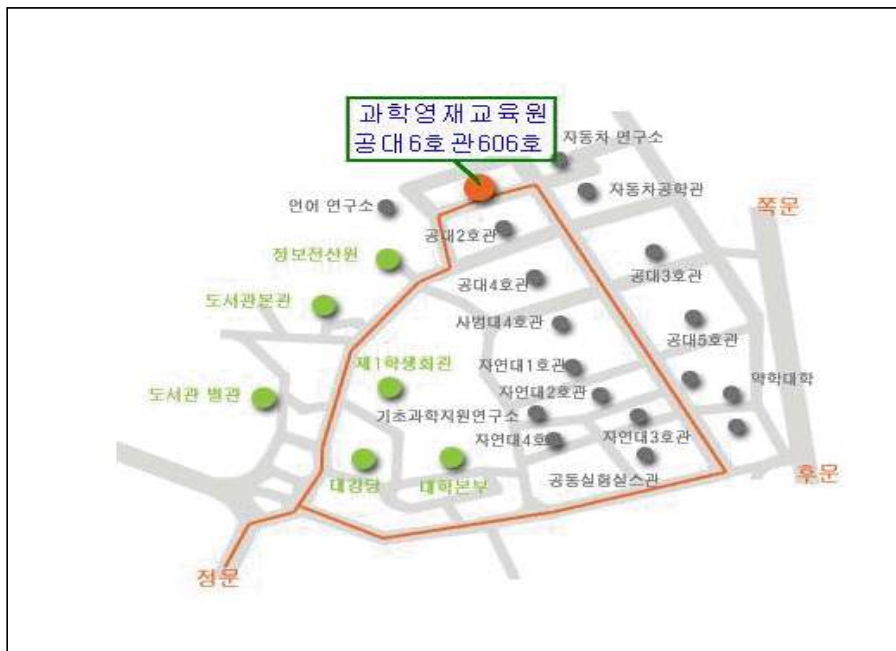 과학영재교육원
공대6호관606호
자동차 연구소
자동차공학관
언어 연구소
쪽문
공대2호관
정보전산원
공대3호관
공대4호관
도서관본관
사범대4호관
공대5호관
제1학생회관
자연대1호관
약학대학
도서관 별관
자연대2호관
기초과학지원연구소
자연대4호
자연대3호관
대강당
대학본부
공동실험실습관
후문
정문